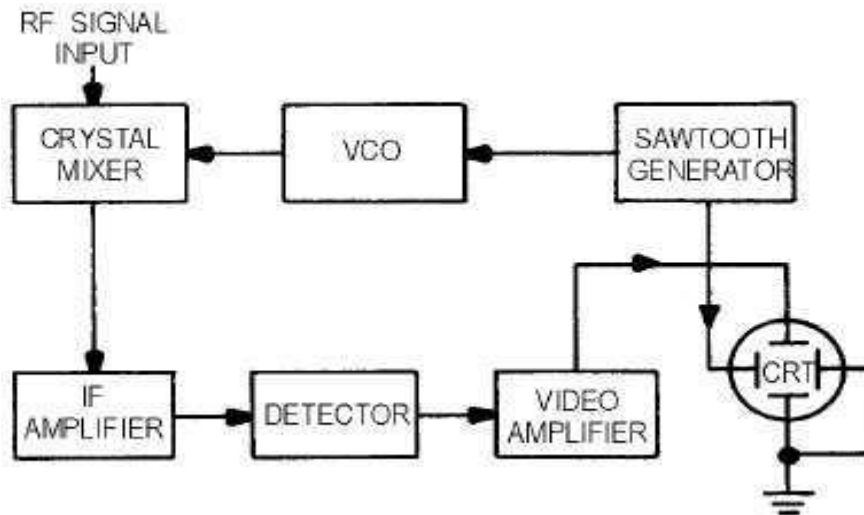 RF SIGNAL
INPUT
CRYSTAL
MIXER
VCO
SAWTOOTH
GENERATOR
IF
AMPLIFIER
DETECTOR
VIDEO
AMPLIFIER
CRT